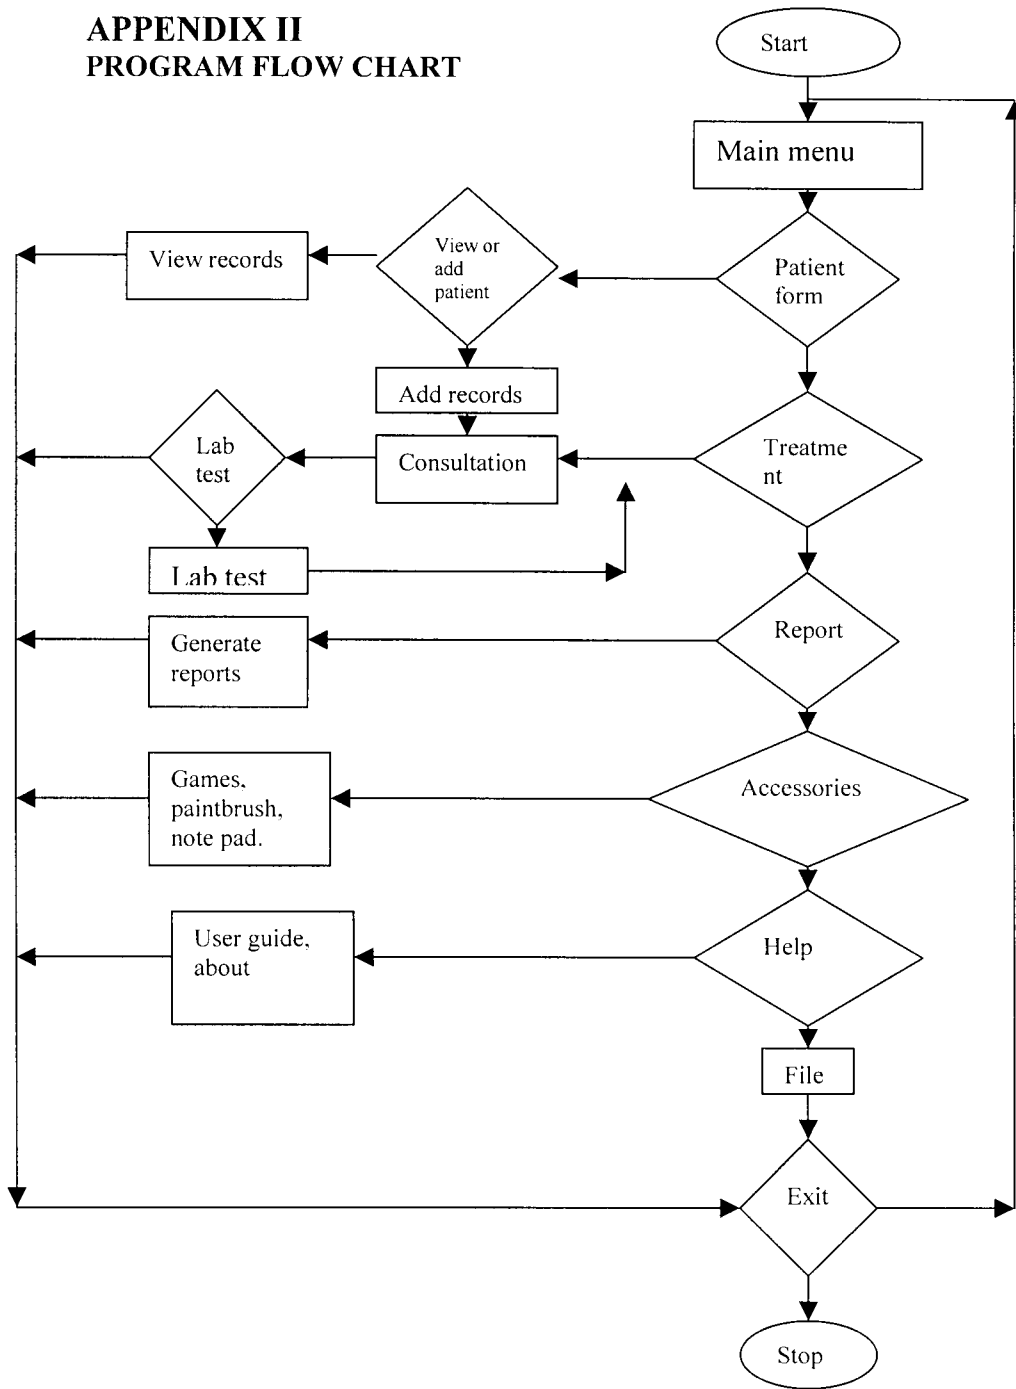 APPENDIX II
PROGRAM FLOW CHART
Start
Main menu
View records
View or
add
patient
Patient
form
Add records
Lab
test
Consultation
Treatme
nt
Lab test
Generate
reports
Report
Games,
paintbrush,
note pad.
Accessories
User guide,
about
Help
File
Exit
Stop